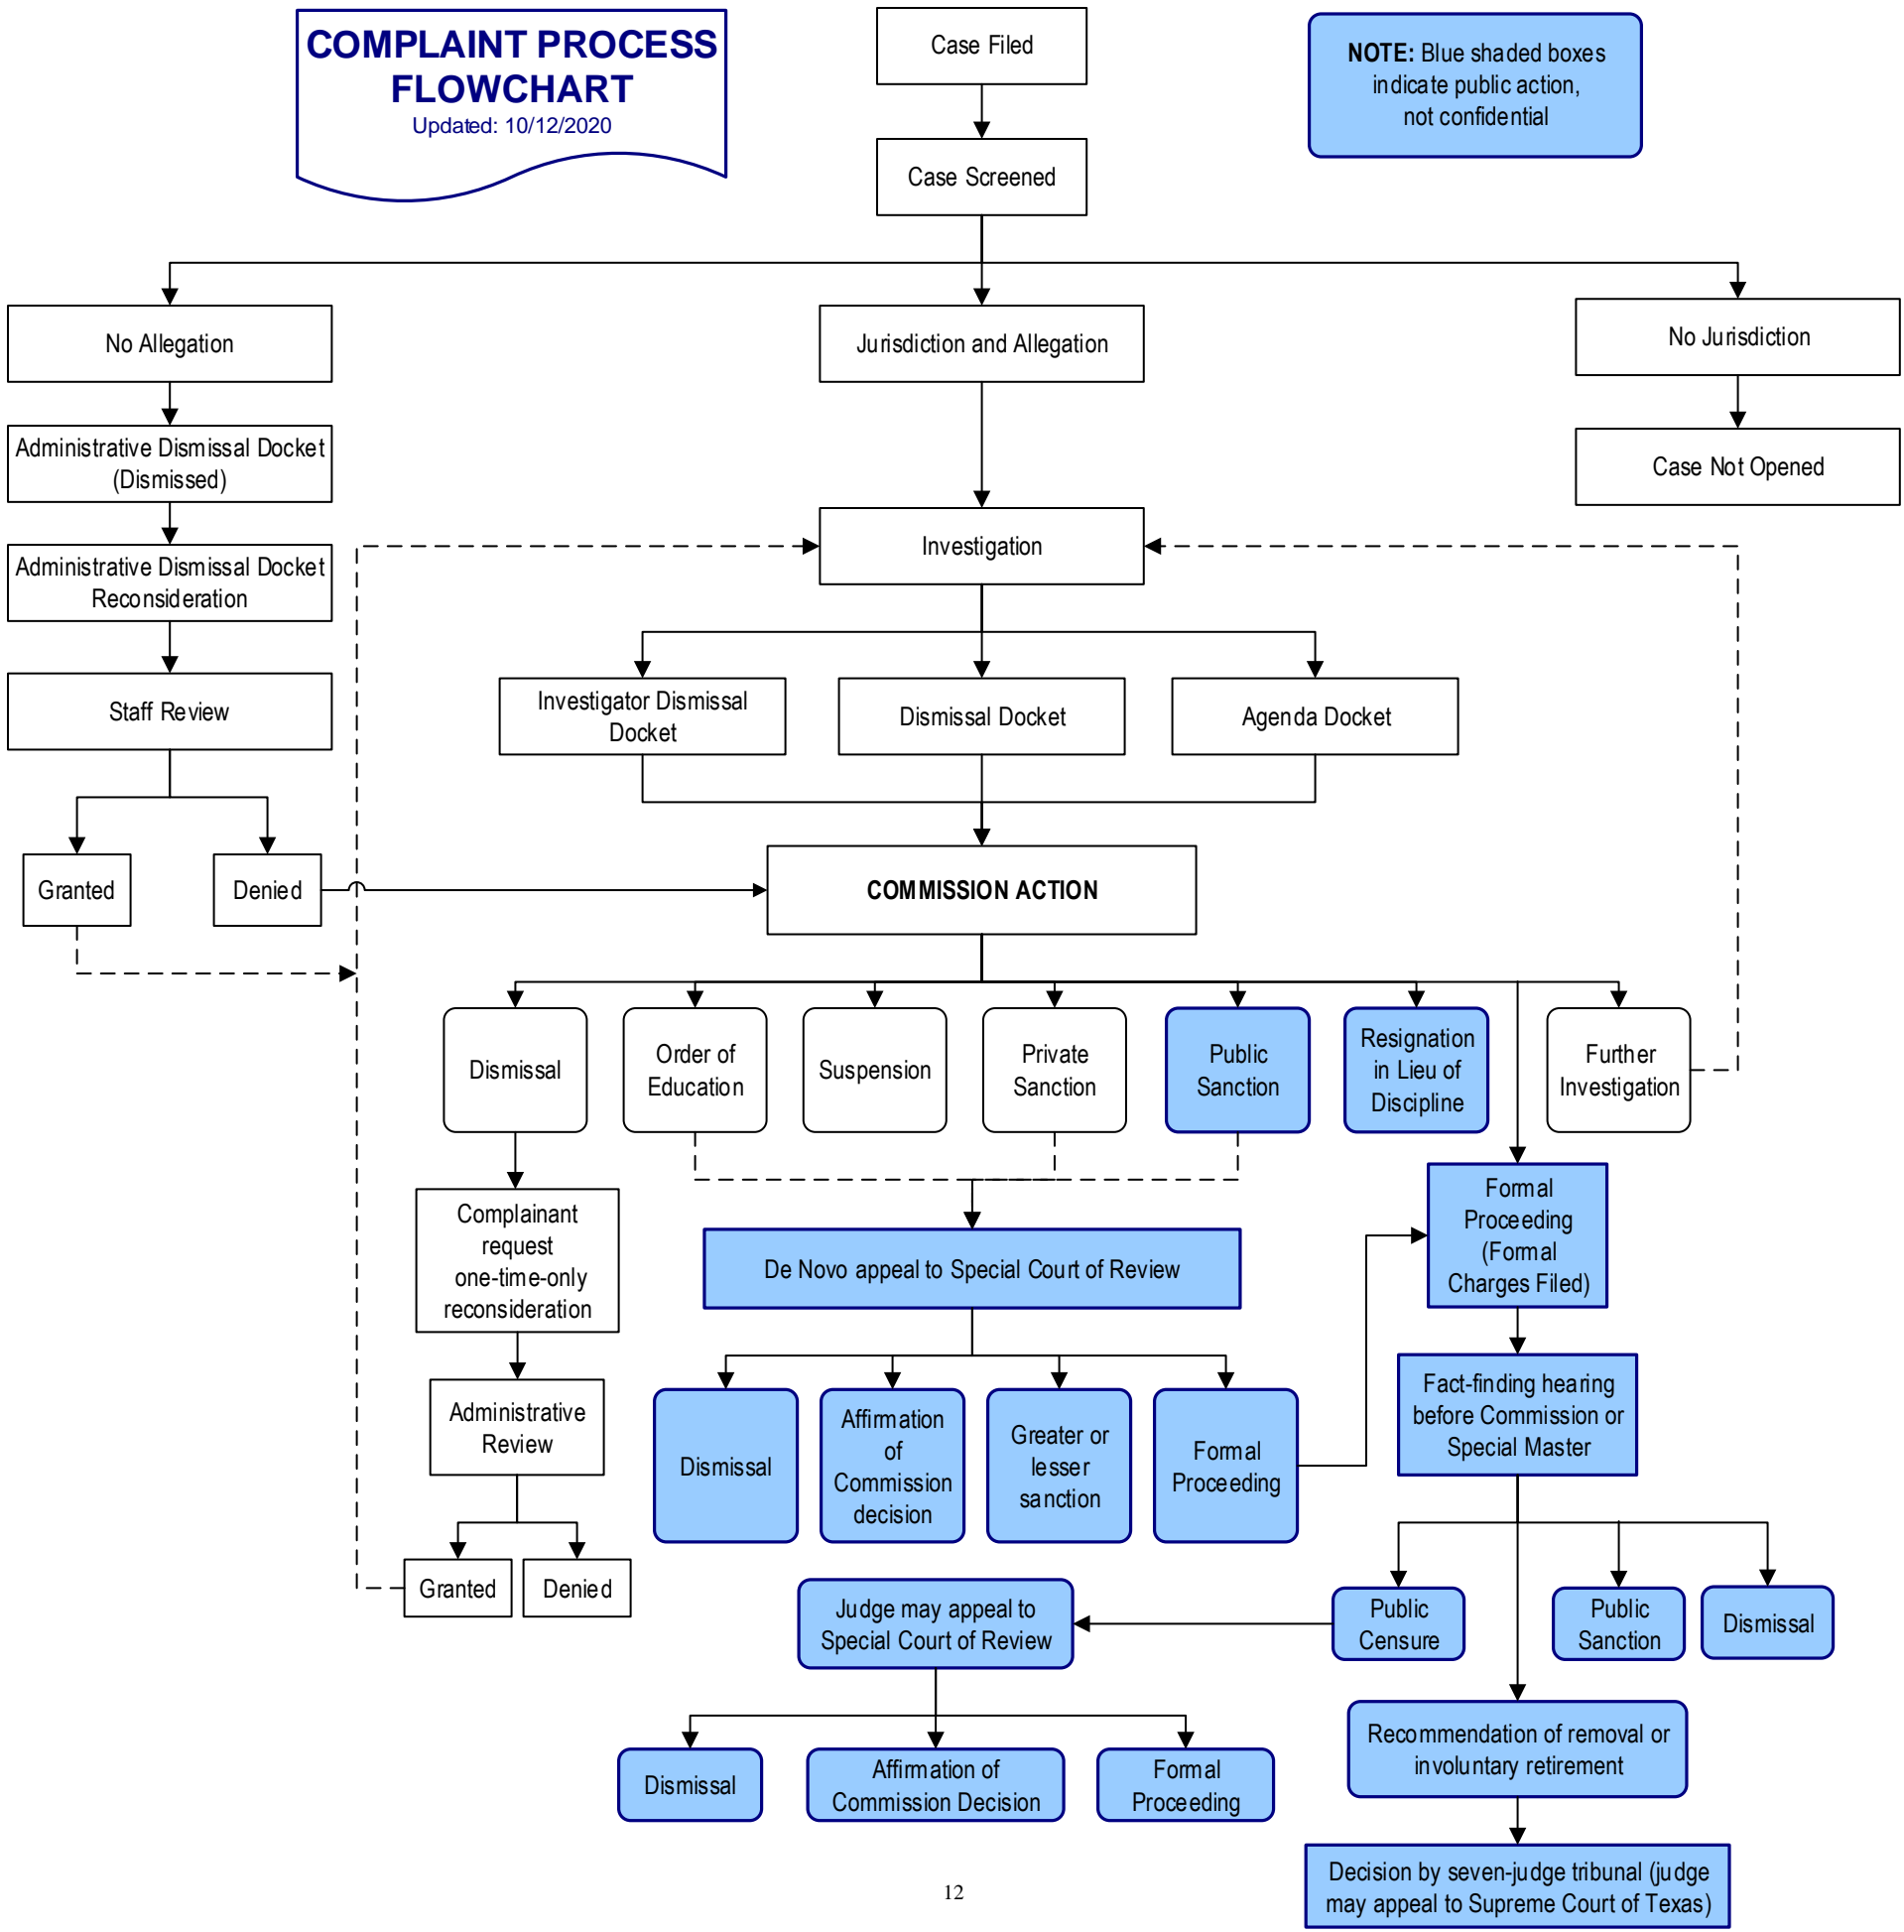 COMPLAINT PROCESS
FLOWCHART
Updated: 10/12/2020
Case Filed
NOTE: Blue shaded boxes
indicate public action,
not confidential
Case Screened
No Allegation
Jurisdiction and Allegation
No Jurisdiction
Administrative Dismissal Docket
(Dismissed)
Case Not Opened
Administrative Dismissal Docket
Reconsideration
Investigation
Staff Review
Investigator Dismissal
Docket
Dismissal Docket
Agenda Docket
Granted
Denied
COMMISSION ACTION
Dismissal
Order of
Education
Suspension
Private
Sanction
Public
Sanction
Resignation
in Lieu of
Discipline
Further
Investigation
Complainant
request
one-time-only
reconsideration
De Novo appeal to Special Court of Review
Formal
Proceeding
(Formal
Charges Filed)
Administrative
Review
Dismissal
Affirmation
of
Commission
decision
Greater or
lesser
sanction
Formal
Proceeding
Fact-finding hearing
before Commission or
Special Master
Granted
Denied
Judge may appeal to
Special Court of Review
Public
Censure
Public
Sanction
Dismissal
Dismissal
Affirmation of
Commission Decision
Formal
Proceeding
Recommendation of removal or
involuntary retirement
Decision by seven-judge tribunal (judge
may appeal to Supreme Court of Texas)
12